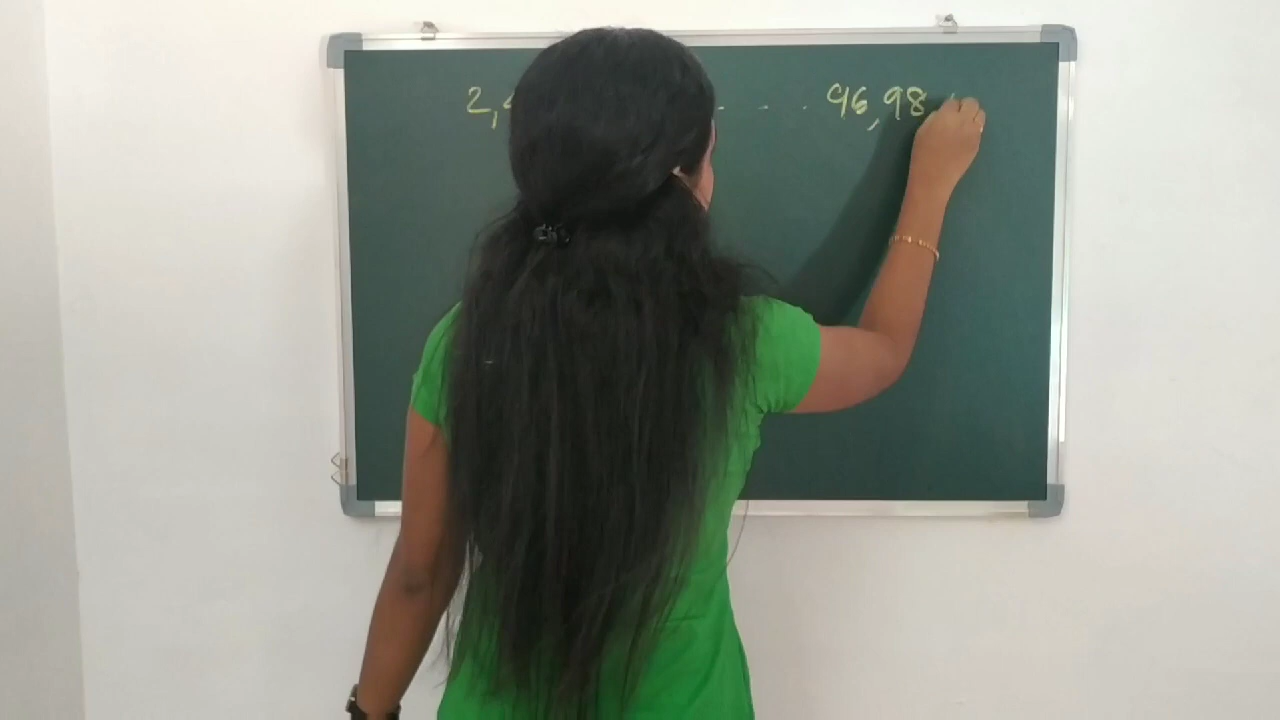 2, . . . 96, 98